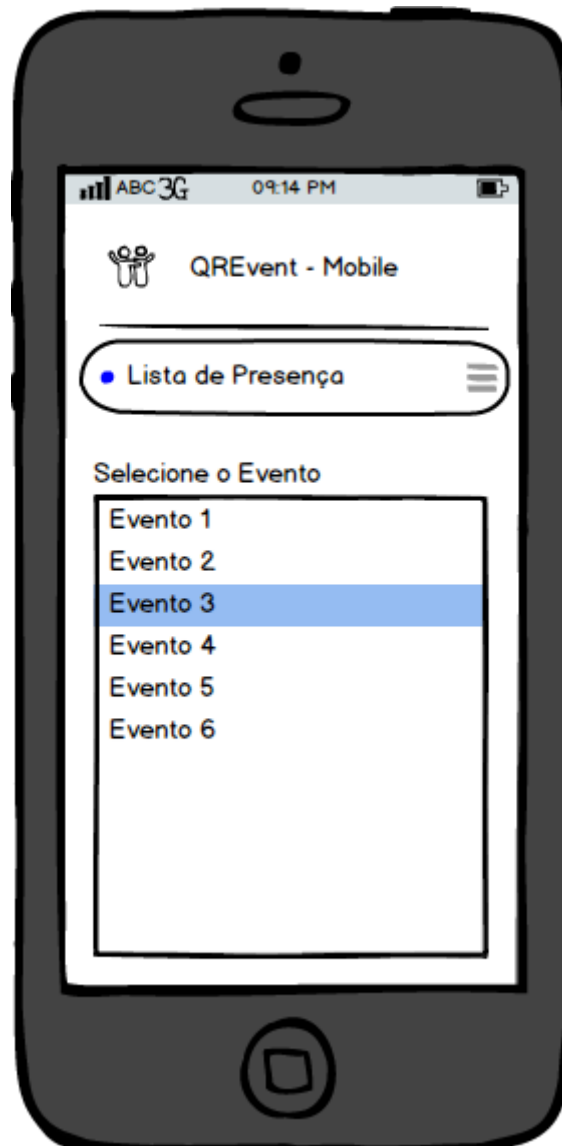 ABC 3G 09:14 PM
QREvent - Mobile
Lista de Presença
Selecione o Evento
Evento 1
Evento 2
Evento 3
Evento 4
Evento 5
Evento 6